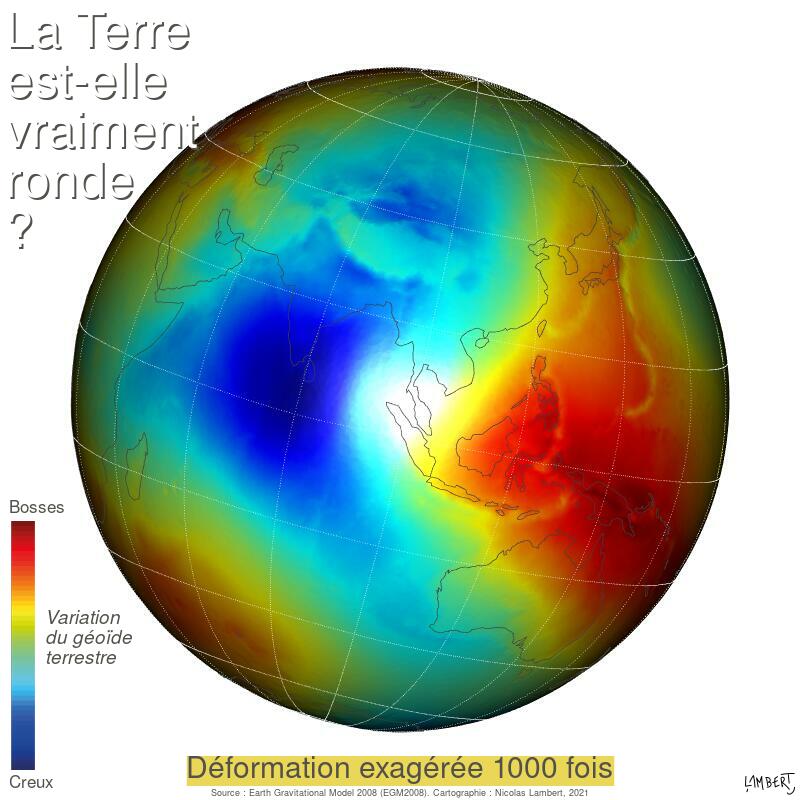 La Terre
est-elle
vraiment
ronde
?
Bosses
Variation
du géoïde
terrestre
Creux
Déformation exagérée 1000 fois
Source : Earth Gravitational Model 2008 (EGM2008). Cartographie : Nicolas Lambert, 2021
LAMBERT